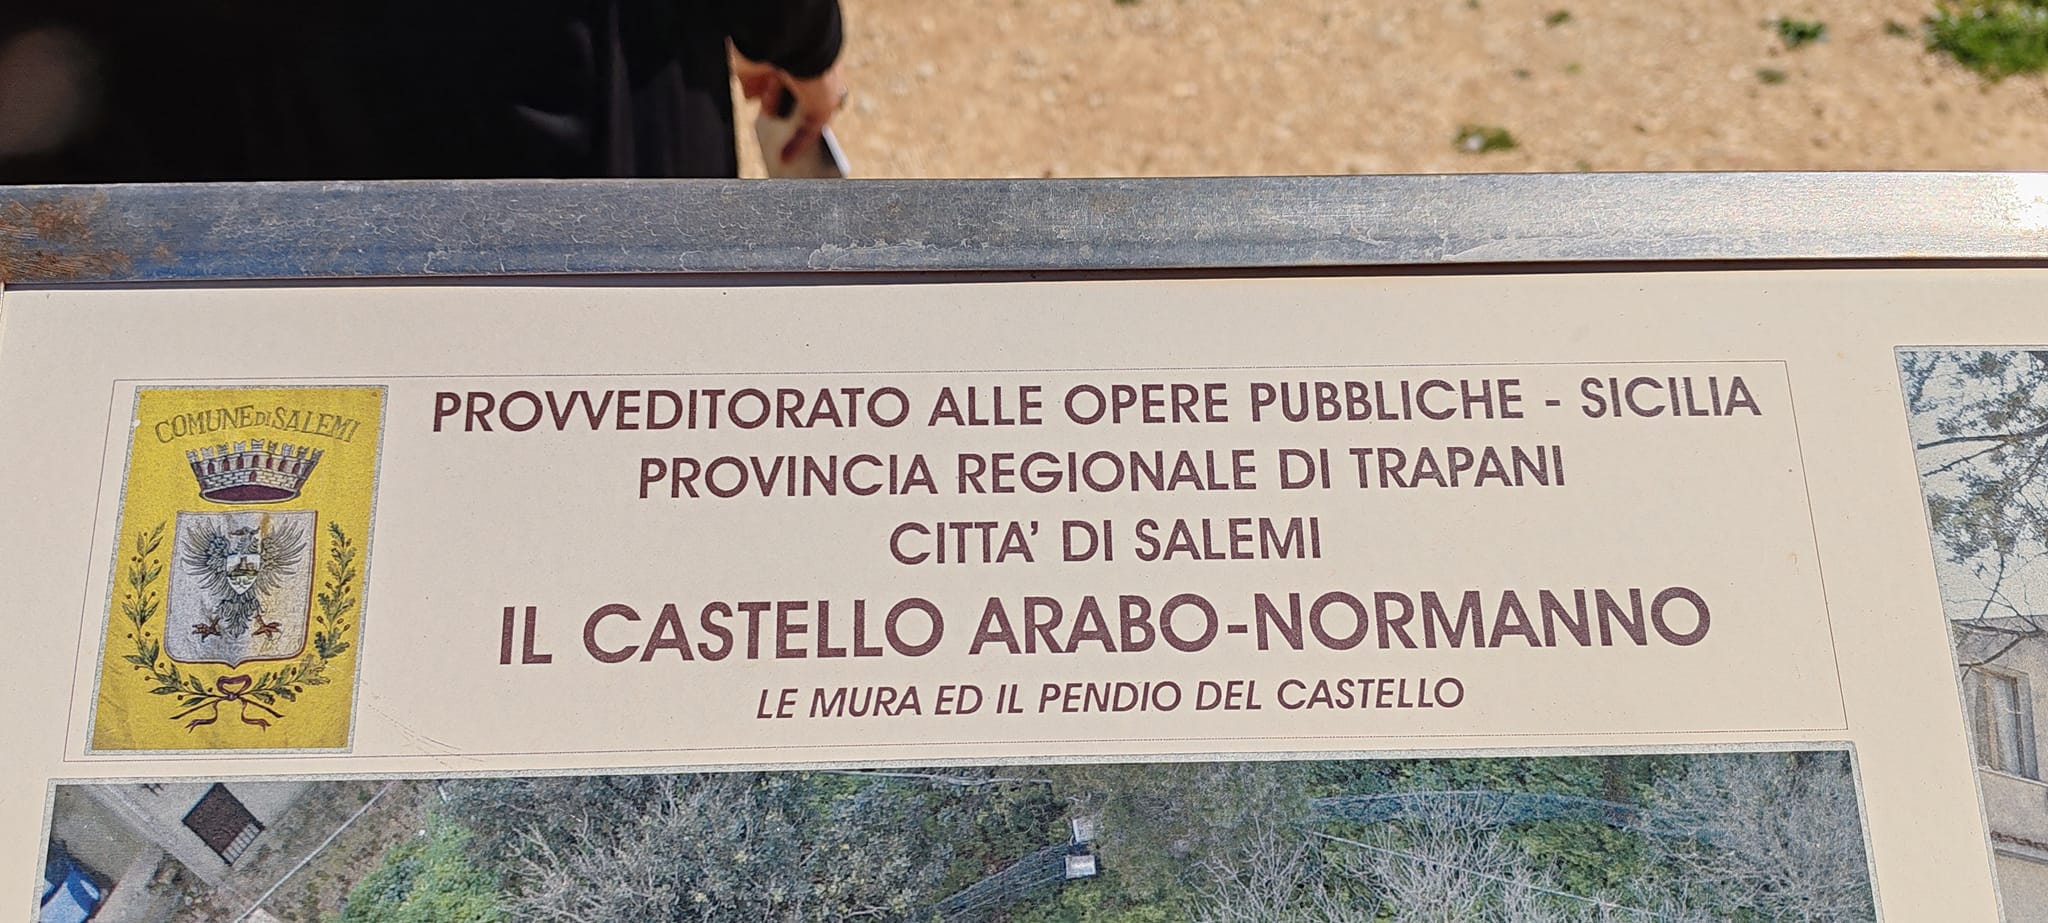 COMUNE DI SALEMI
PROVVEDITORATO ALLE OPERE PUBBLICHE - SICILIA
PROVINCIA REGIONALE DI TRAPANI
CITTA' DI SALEMI
IL CASTELLO ARABO-NORMANNO
LE MURA ED IL PENDIO DEL CASTELLO